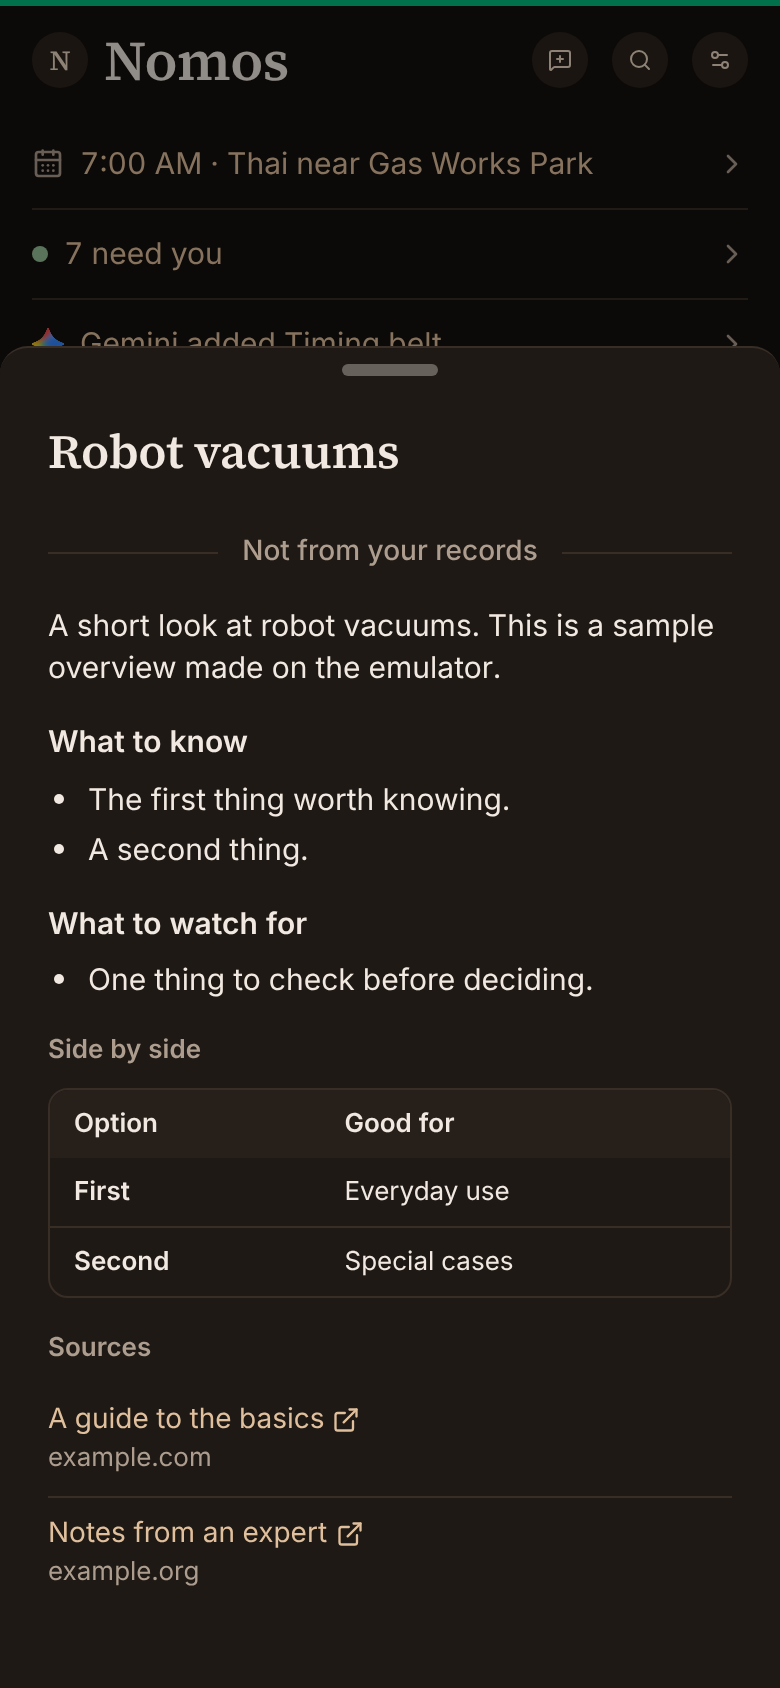 N Nomos
7:00 AM · Thai near Gas Works Park
7 need you
Gemini added Timing belt
Robot vacuums
Not from your records
A short look at robot vacuums. This is a sample
overview made on the emulator.
What to know
• The first thing worth knowing.
• A second thing.
What to watch for
• One thing to check before deciding.
Side by side
Option Good for
First Everyday use
Second Special cases
Sources
A guide to the basics
example.com
Notes from an expert
example.org